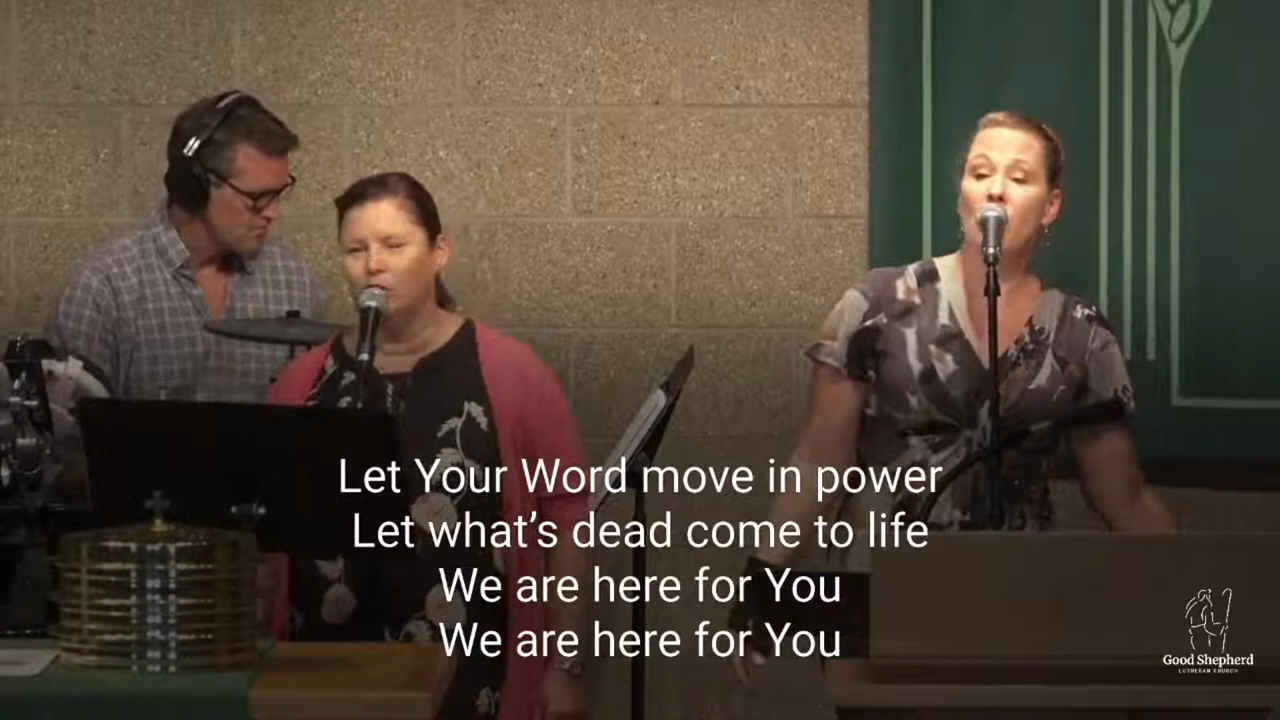 Let Your Word move in power
Let what's dead come to life
We are here for You
We are here for You
Good Shepherd
LUTHERAN CHURCH